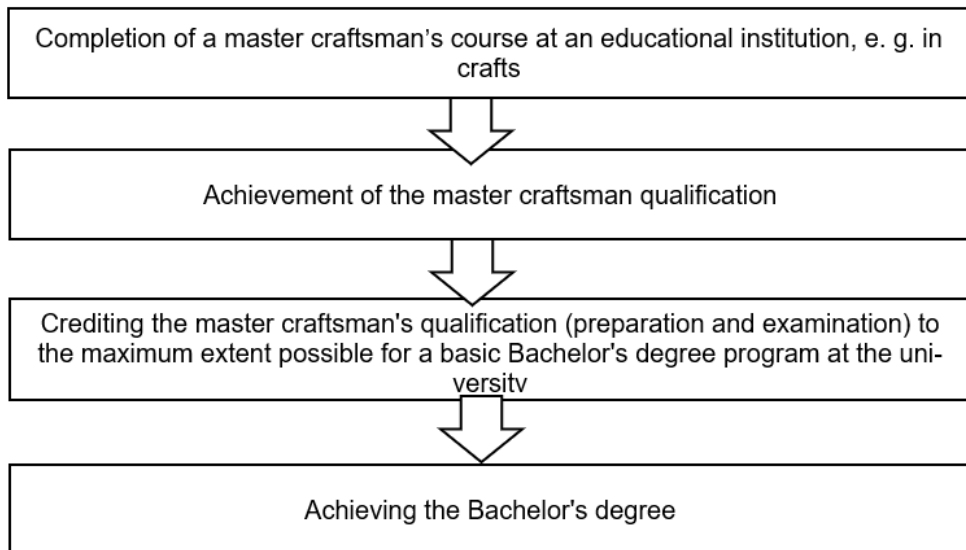 Completion of a master craftsman’s course at an educational institution, e. g. in
crafts
Achievement of the master craftsman qualification
Crediting the master craftsman's qualification (preparation and examination) to
the maximum extent possible for a basic Bachelor's degree program at the uni-
versity
Achieving the Bachelor's degree